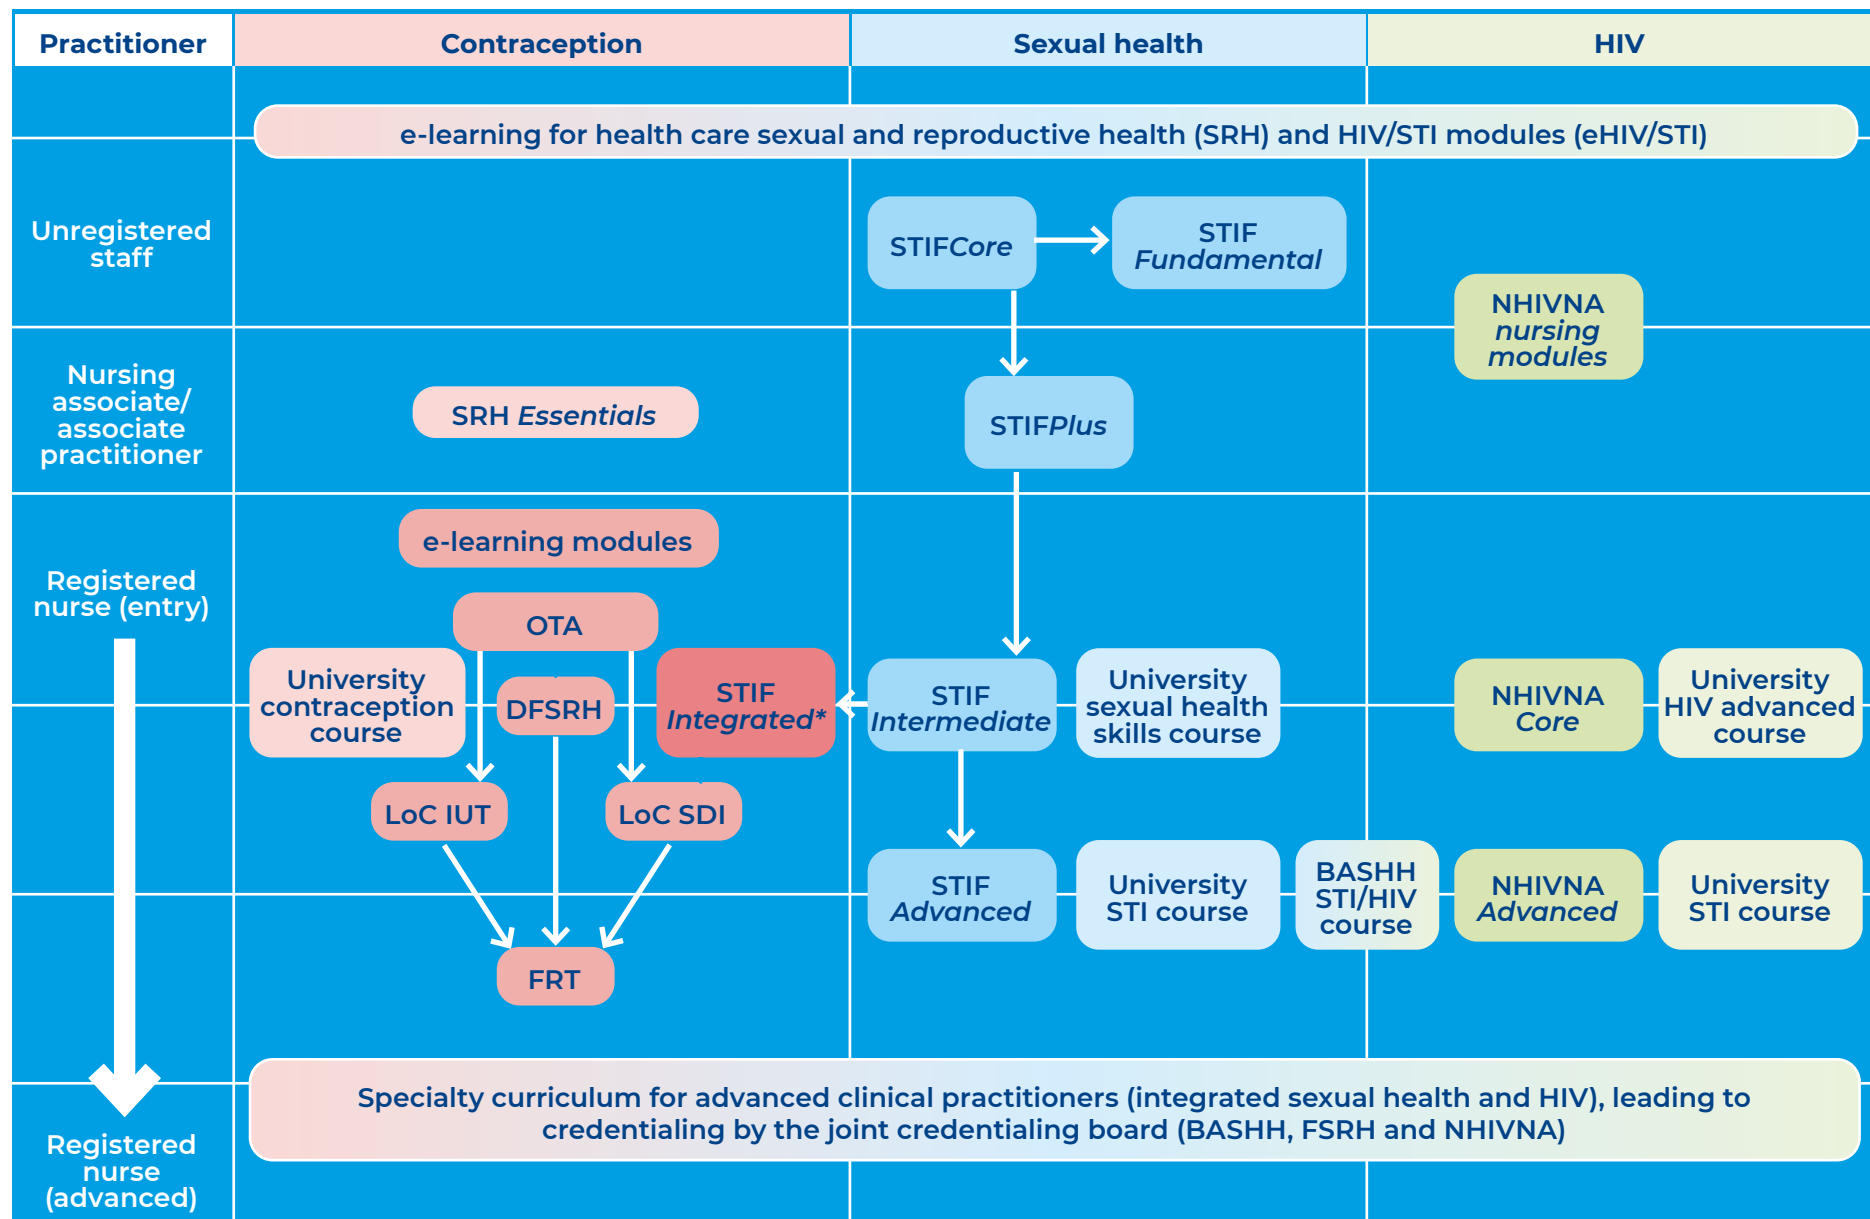 Practitioner
Contraception
Sexual health
HIV
e-learning for health care sexual and reproductive health (SRH) and HIV/STI modules (eHIV/STI)
Unregistered
staff
STIFCore
STIF
Fundamental
NHIVNA
nursing
modules
Nursing
associate/
associate
practitioner
SRH Essentials
STIFPlus
Registered
nurse (entry)
e-learning modules
OTA
University
contraception
course
DFSRH
STIF
Integrated*
STIF
Intermediate
University
sexual health
skills course
NHIVNA
Core
University
HIV advanced
course
LoC IUT
LoC SDI
STIF
Advanced
University
STI course
BASHH
STI/HIV
course
NHIVNA
Advanced
University
STI course
FRT
Specialty curriculum for advanced clinical practitioners (integrated sexual health and HIV), leading to
credentialing by the joint credentialing board (BASHH, FSRH and NHIVNA)
Registered
nurse
(advanced)